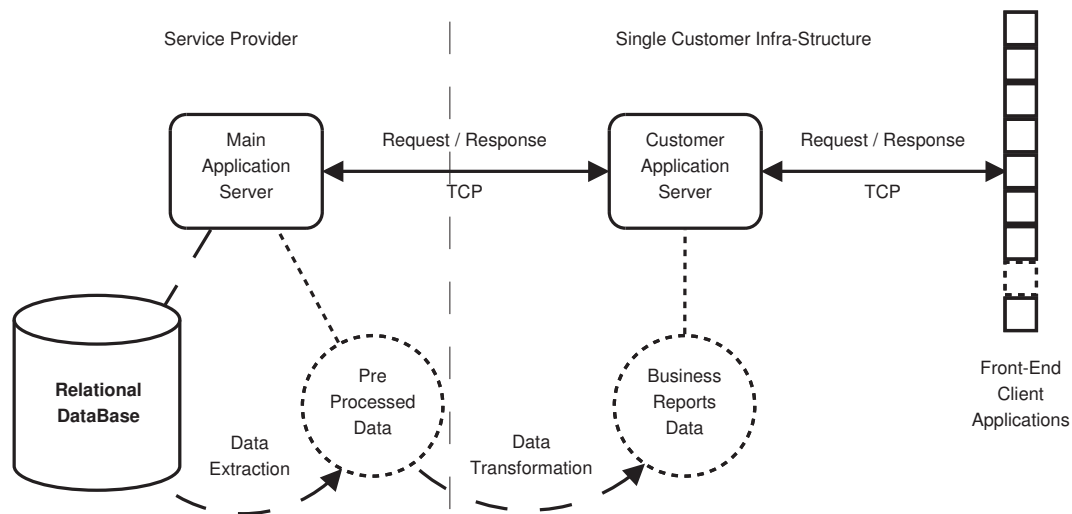 Service Provider
Single Customer Infra-Structure
Main
Application
Server
Request / Response
TCP
Customer
Application
Server
Request / Response
TCP
Relational
DataBase
Pre
Processed
Data
Business
Reports
Data
Front-End
Client
Applications
Data
Extraction
Data
Transformation